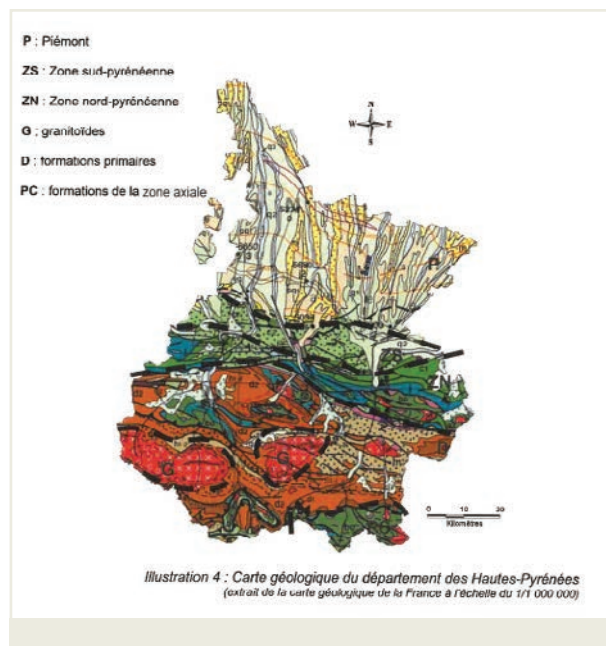 P : Piémont
ZS : Zone sud-pyrénéenne
ZN : Zone nord-pyrénéenne
G : granitoïdes
D : formations primaires
PC : formations de la zone axiale
N
W E
S
P
ZN
G
G
0 10 20
Kilomètres
Illustration 4 : Carte géologique du département des Hautes-Pyrénées
(extrait de la carte géologique de la France à l'échelle du 1/1 000 000)